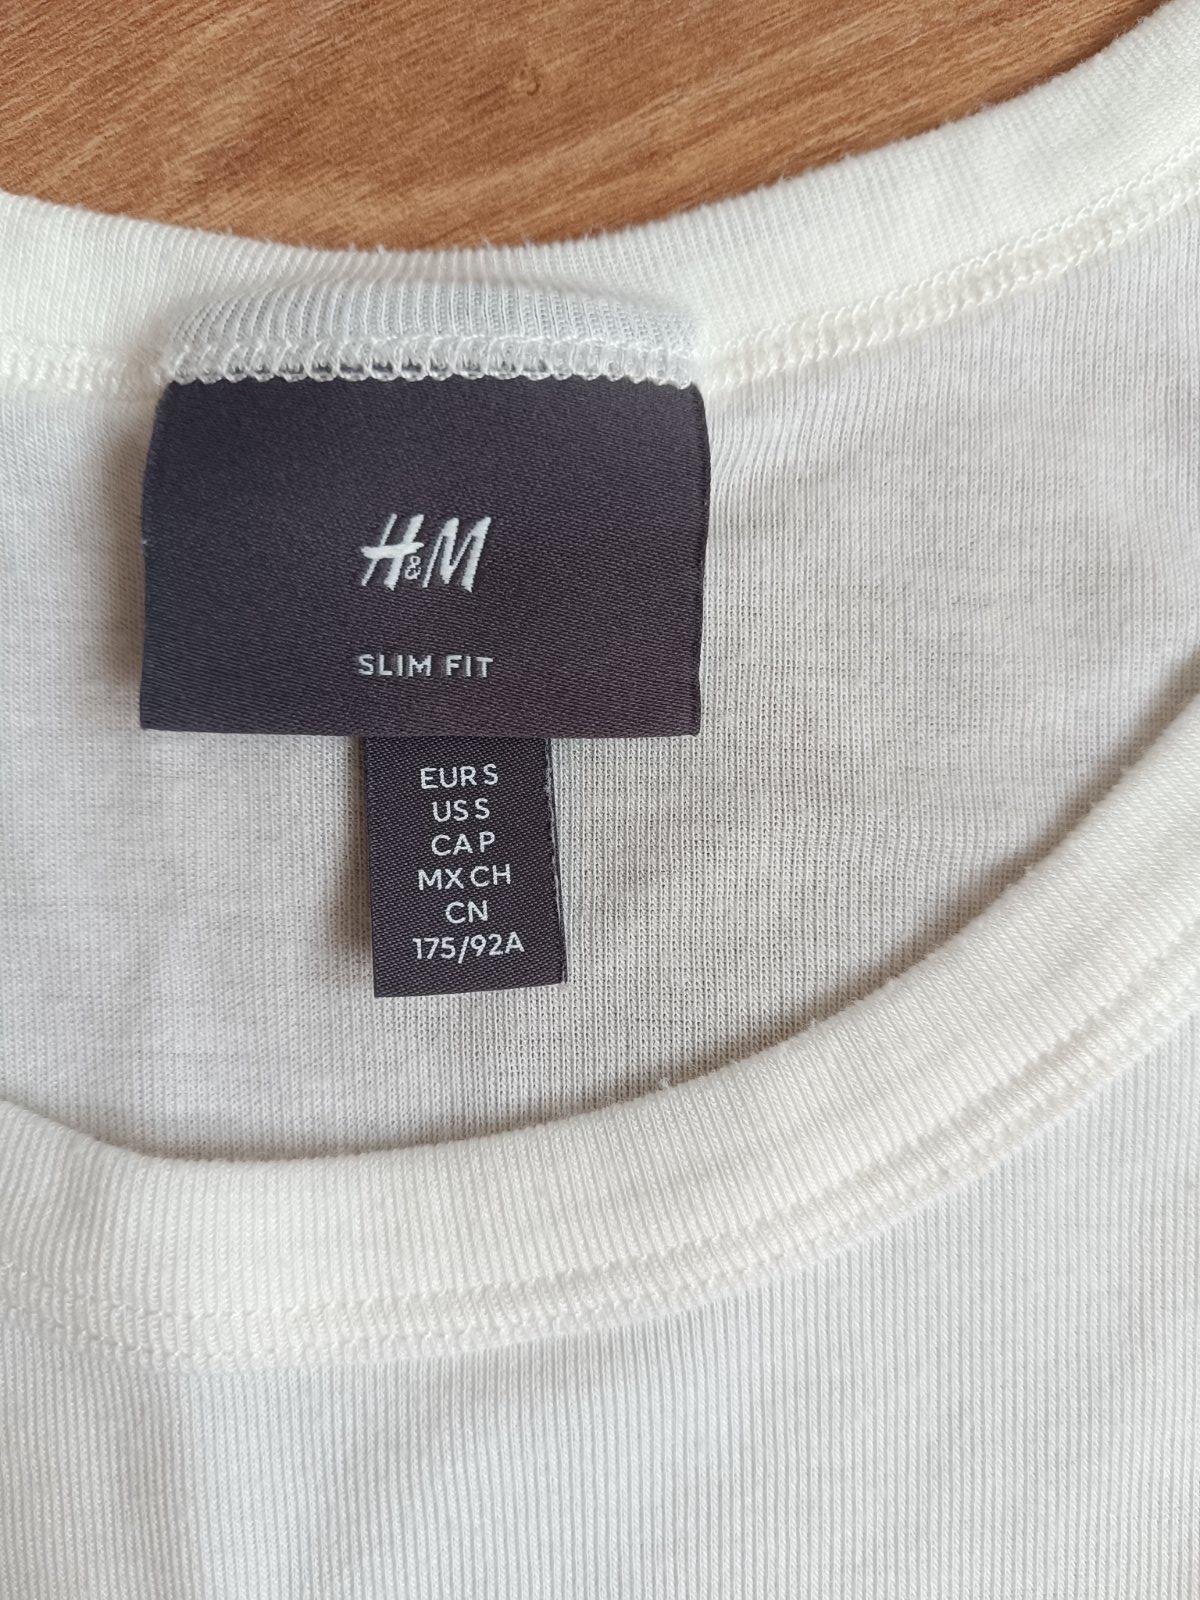 H&M
SLIM FIT
EUR S
US S
CA P
MX CH
CN
175/92A